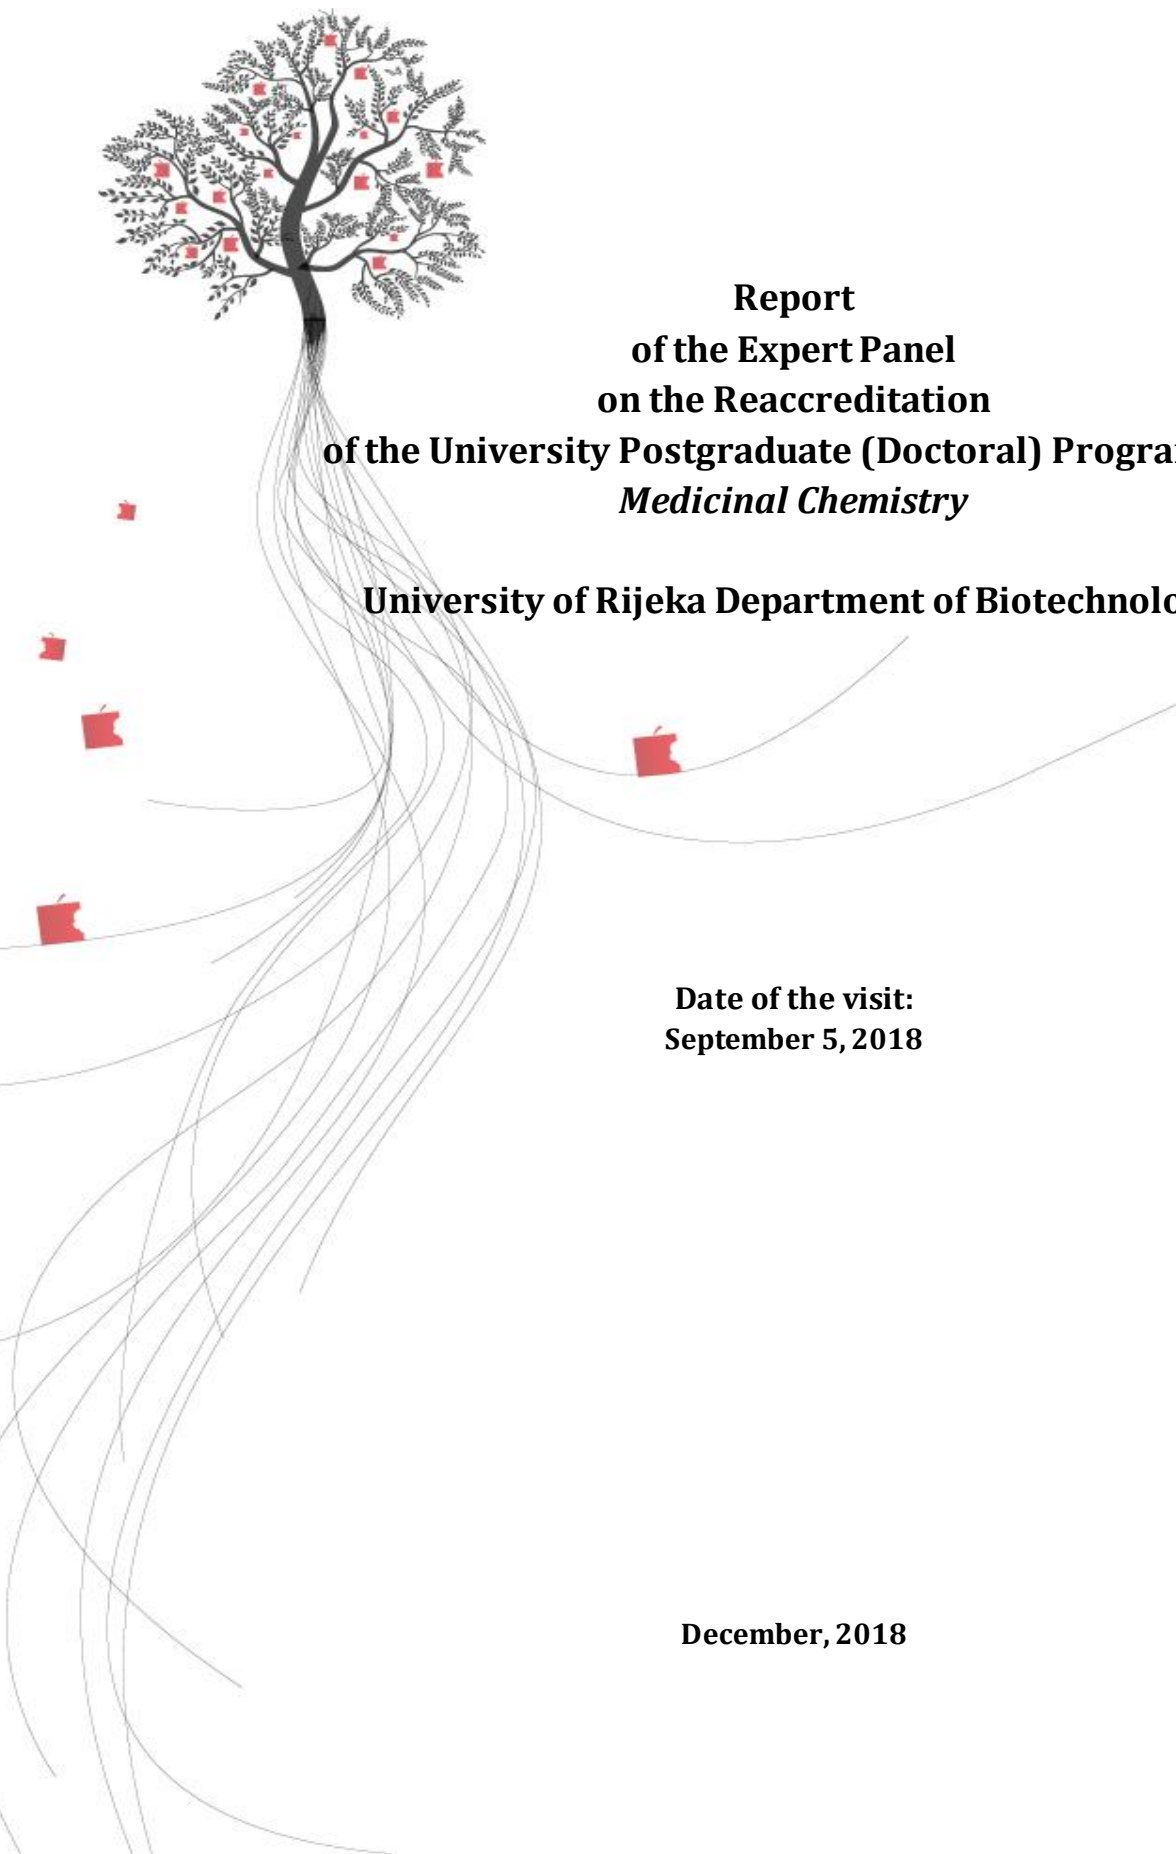 Report
of the Expert Panel
on the Reaccreditation
of the University Postgraduate (Doctoral) Progra
Medicinal Chemistry
University of Rijeka Department of Biotechnolo
Date of the visit:
September 5, 2018
December, 2018